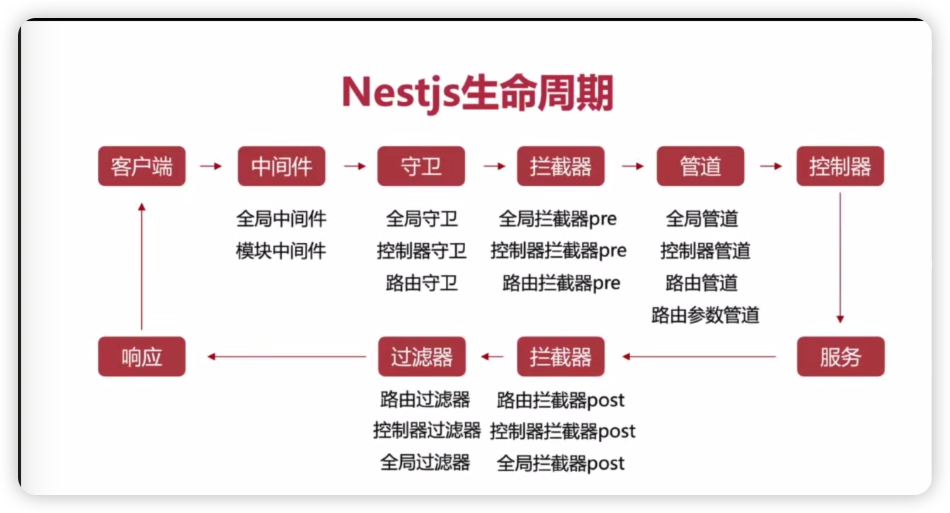 Nestjs生命周期
客户端
中间件
守卫
拦截器
管道
控制器
全局中间件
模块中间件
全局守卫
控制器守卫
路由守卫
全局拦截器pre
控制器拦截器pre
路由拦截器pre
全局管道
控制器管道
路由管道
路由参数管道
响应
过滤器
拦截器
服务
路由过滤器
控制器过滤器
全局过滤器
路由拦截器post
控制器拦截器post
全局拦截器post